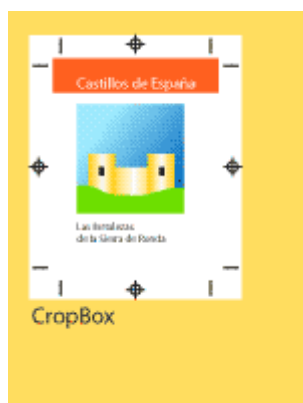 Castillos de España
Las fortalezas
de la Sierra de Ronda
CropBox